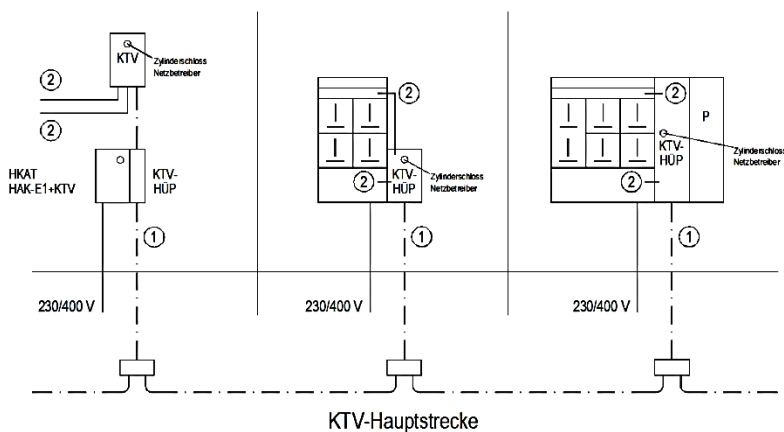 KTV
Zylinderschloss
Netzbetreiber
2
2
HKAT
HAK-E1+KTV
KTV-
HÜP
1
230/400 V
2
2
KTV-
HÜP
Zylinderschloss
Netzbetreiber
1
230/400 V
2
P
KTV-
HÜP
Zylinderschloss
Netzbetreiber
2
1
230/400 V
KTV-Hauptstrecke